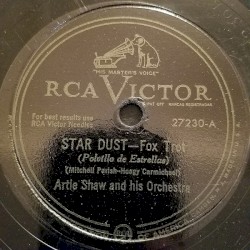 "HIS MASTER'S VOICE"
RCA VICTOR
For best results use
RCA Victor Needles
27230-A
STAR DUST—Fox Trot
(Polotilo de Estrellas)
(Mitchell Parish-Hoagy Carmichael)
Artie Shaw and his Orchestra